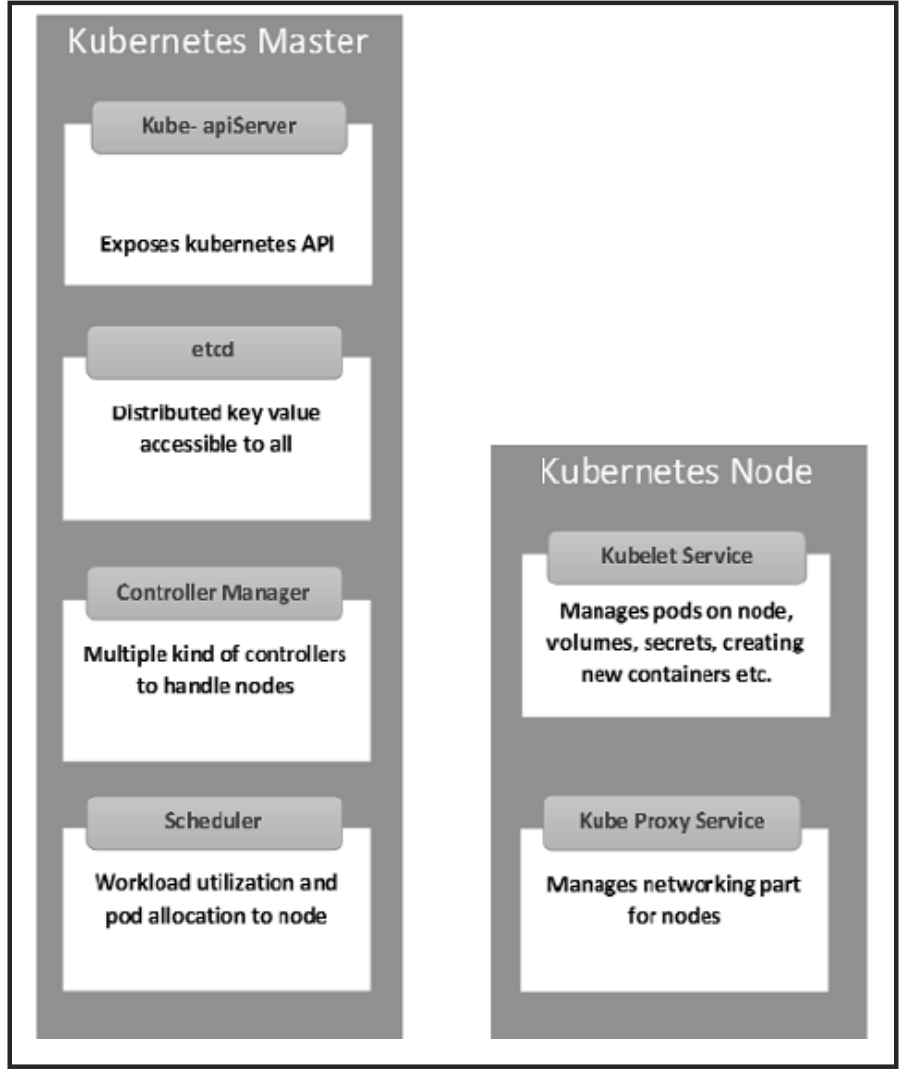 Kubernetes Master
Kube- apiServer
Exposes kubernetes API
etcd
Distributed key value
accessible to all
Controller Manager
Multiple kind of controllers
to handle nodes
Scheduler
Workload utilization and
pod allocation to node
Kubernetes Node
Kubelet Service
Manages pods on node,
volumes, secrets, creating
new containers etc.
Kube Proxy Service
Manages networking part
for nodes